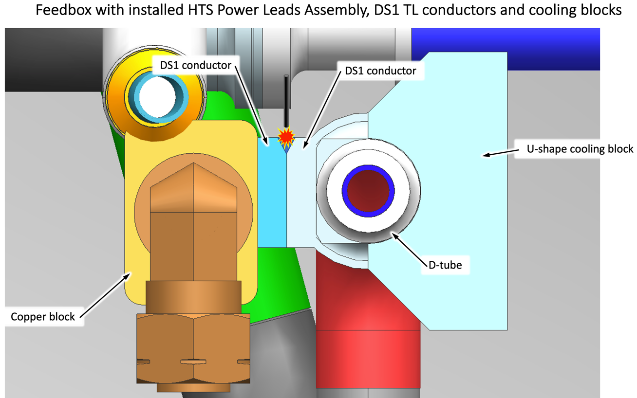 Feedbox with installed HTS Power Leads Assembly, DS1 TL conductors and cooling blocks
DS1 conductor
DS1 conductor
U-shape cooling block
D-tube
Copper block